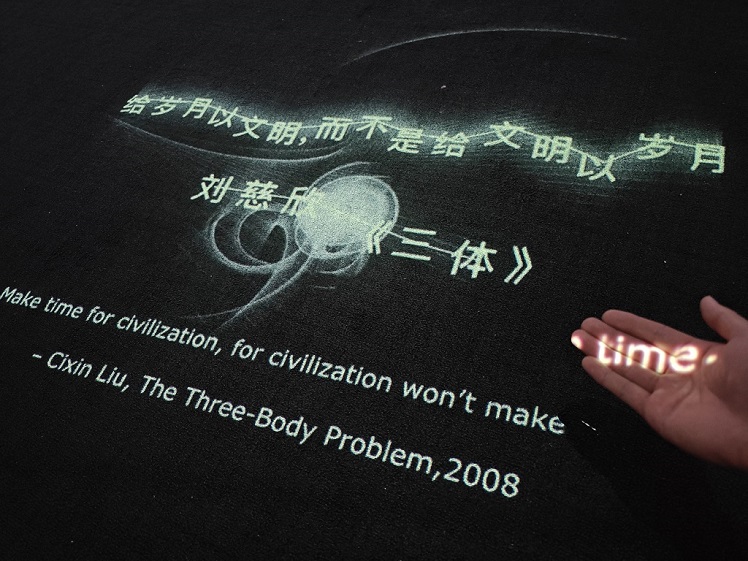 给岁月以文明，而不是给文明以岁月
刘慈欣《三体》
Make time for civilization, for civilization won't make time.
– Cixin Liu, The Three-Body Problem,2008